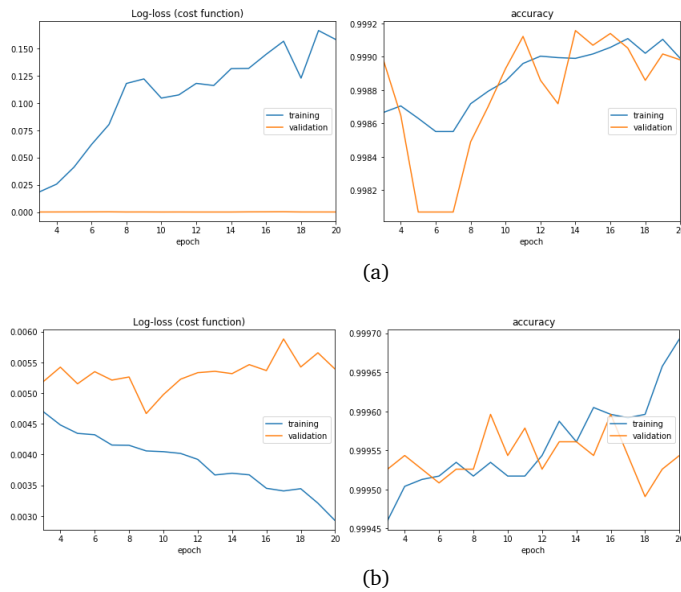 Log-loss (cost function)
accuracy
0.150
0.125
0.100
0.075
0.050
0.025
0.000
training
validation
4 6 8 10 12 14 16 18 20
epoch
0.9992
0.9990
0.9988
0.9986
0.9984
0.9982
training
validation
4 6 8 10 12 14 16 18 20
epoch
(a)
Log-loss (cost function)
accuracy
0.0060
0.0055
0.0050
0.0045
0.0040
0.0035
0.0030
training
validation
4 6 8 10 12 14 16 18 20
epoch
0.99970
0.99965
0.99960
0.99955
0.99950
0.99945
training
validation
4 6 8 10 12 14 16 18 20
epoch
(b)